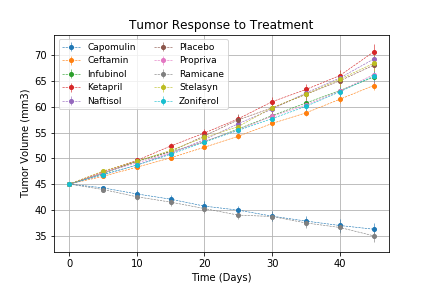 Tumor Response to Treatment
Capomulin
Ceftamin
Infubinol
Ketapril
Naftisol
Placebo
Propriva
Ramicane
Stelasyn
Zoniferol
Tumor Volume (mm3)
70
65
60
55
50
45
40
35
0 10 20 30 40
Time (Days)